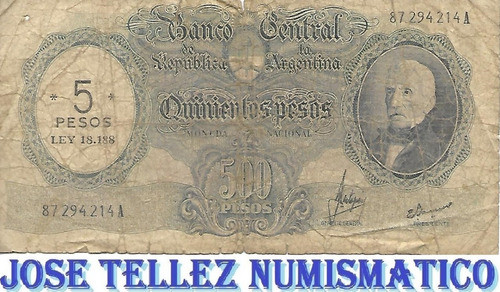 Banco Central
de la
República Argentina
87294214A
* 5 *
PESOS
LEY 18.188
Quinientos pesos
MONEDA NACIONAL
500
PESOS
87294214A
JOSE TELLEZ NUMISMATICO